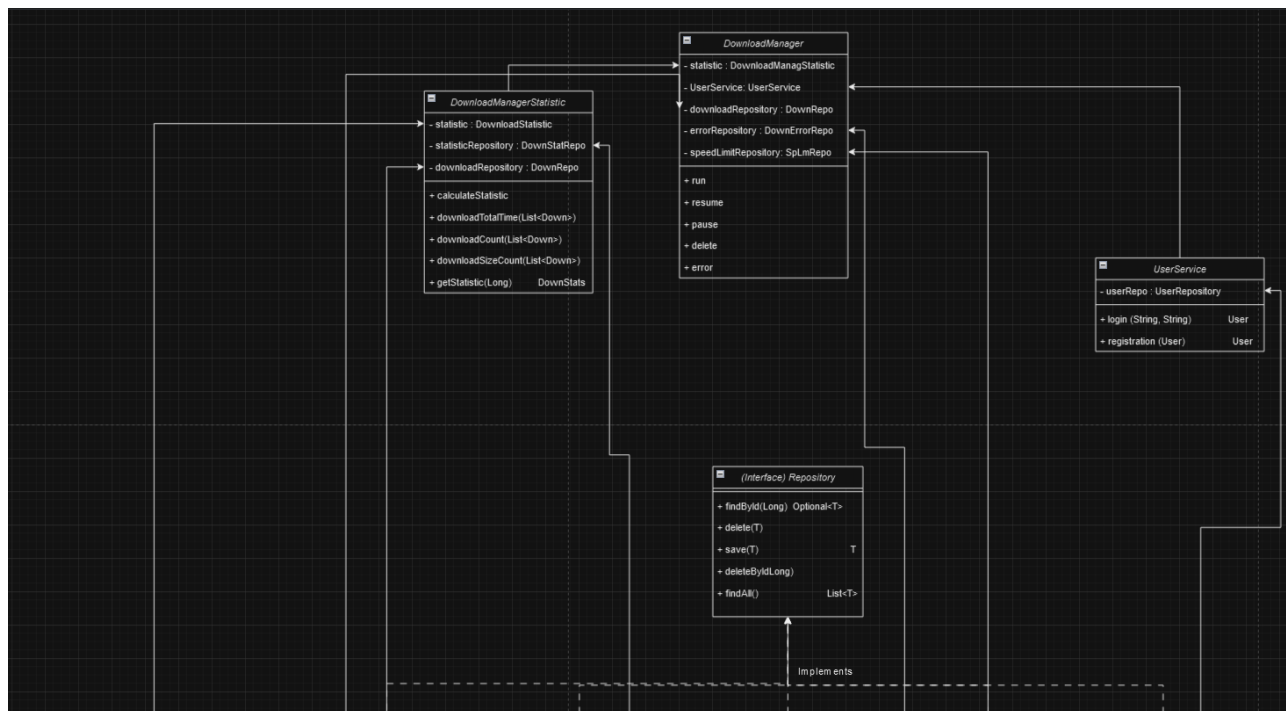 DownloadManager
- statistic : DownloadManagStatistic
- UserService: UserService
- downloadRepository : DownRepo
- errorRepository : DownErrorRepo
- speedLimitRepository: SpLmRepo
+ run
+ resume
+ pause
+ delete
+ error
DownloadManagerStatistic
- statistic : DownloadStatistic
- statisticRepository : DownStatRepo
- downloadRepository : DownRepo
+ calculateStatistic
+ downloadTotalTime(List<Down>)
+ downloadCount(List<Down>)
+ downloadSizeCount(List<Down>)
+ getStatistic(Long) DownStats
UserService
- userRepo : UserRepository
+ login (String, String) User
+ registration (User) User
(Interface) Repository
+ findById(Long) Optional<T>
+ delete(T)
+ save(T) T
+ deleteByIdLong)
+ findAll() List<T>
Implements